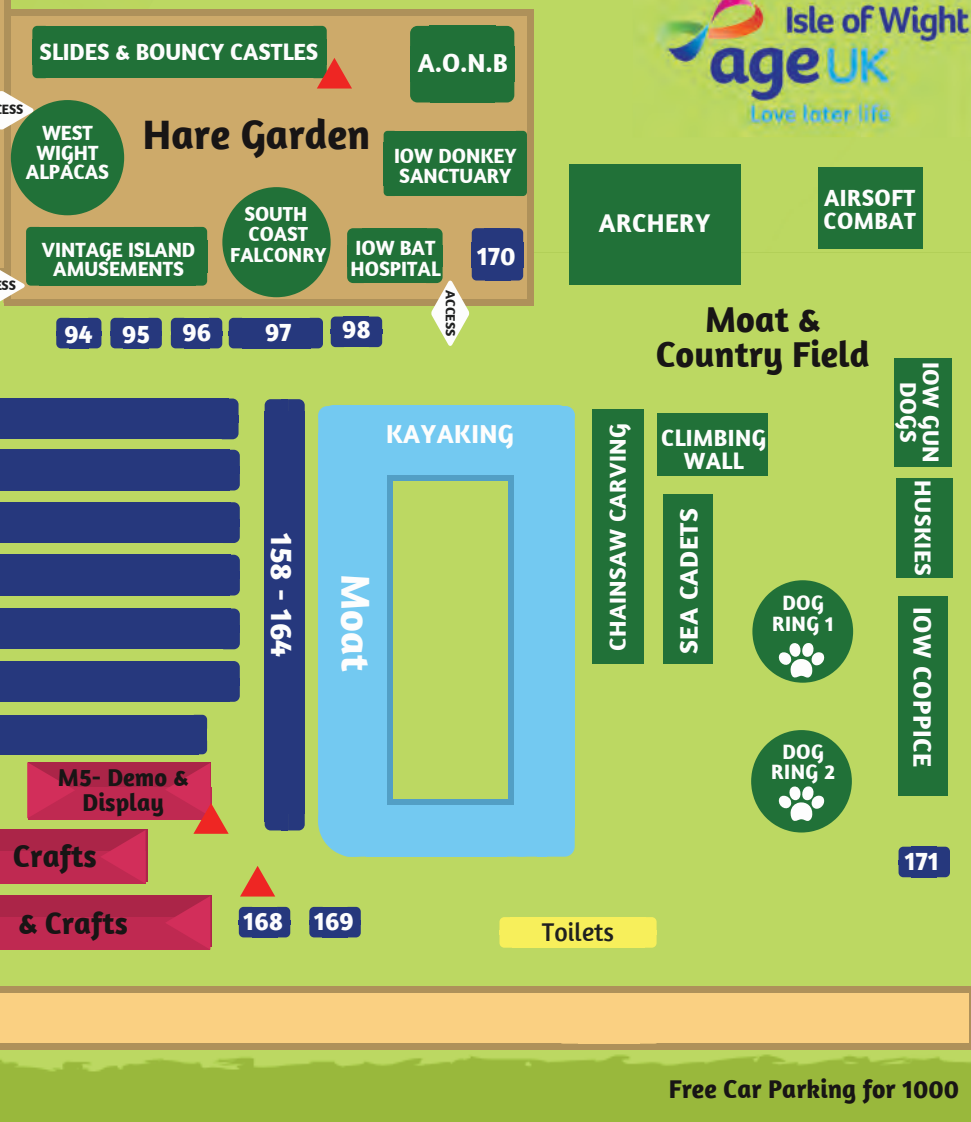 Isle of Wight
age UK
Love later life
SLIDES & BOUNCY CASTLES
A.O.N.B
CESS
WEST
WIGHT
ALPACAS
Hare Garden
IOW DONKEY
SANCTUARY
VINTAGE ISLAND
AMUSEMENTS
SOUTH
COAST
FALCONRY
IOW BAT
HOSPITAL
170
ESS
ACCESS
94
95
96
97
98
ARCHERY
AIRSOFT
COMBAT
Moat &
Country Field
158 - 164
KAYAKING
Moat
CHAINSAW CARVING
CLIMBING
WALL
SEA CADETS
IOW GUN
DOGS
HUSKIES
IOW COPPICE
DOG
RING 1
DOG
RING 2
171
M5- Demo &
Display
Crafts
& Crafts
168
169
Toilets
Free Car Parking for 1000